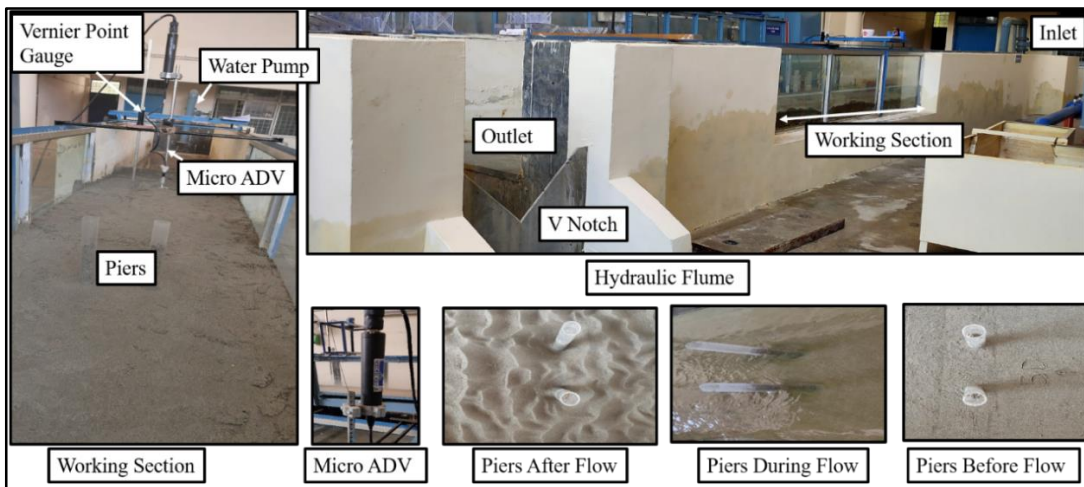 Vernier Point
Gauge
Water Pump
Micro ADV
Piers
Working Section
Inlet
Outlet
Working
Section
V Notch
Hydraulic Flume
Micro ADV
Piers After Flow
Piers During Flow
Piers Before Flow